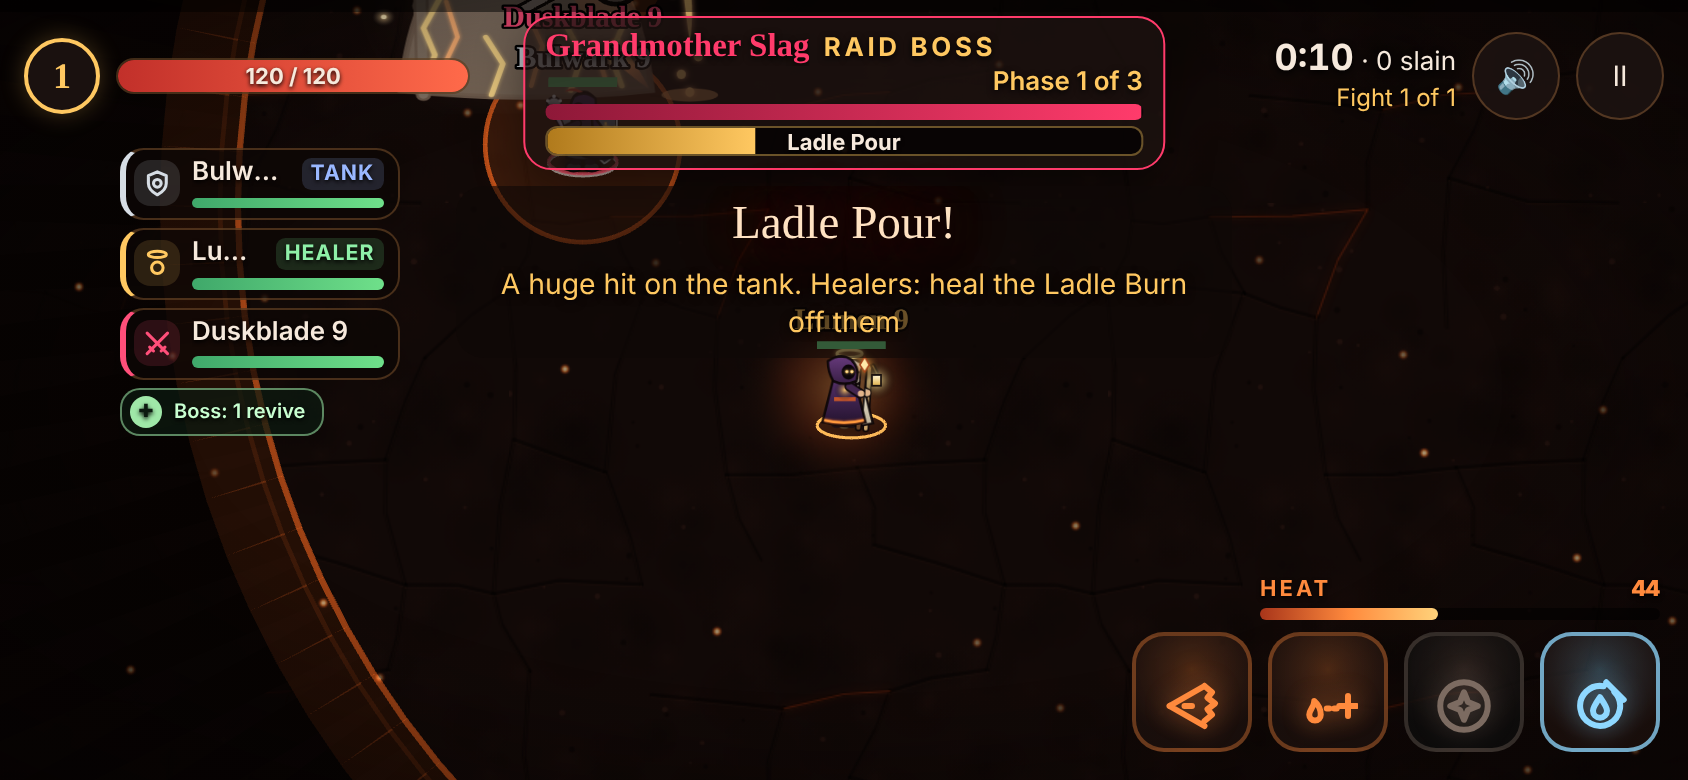 1
120 / 120
Duskblade 9
Bulwark 9
Grandmother Slag RAID BOSS
Phase 1 of 3
Ladle Pour
0:10 · 0 slain
Fight 1 of 1
Bulw... TANK
Lu... HEALER
Duskblade 9
Boss: 1 revive
Ladle Pour!
A huge hit on the tank. Healers: heal the Ladle Burn
off them
Lumen 9
HEAT 44